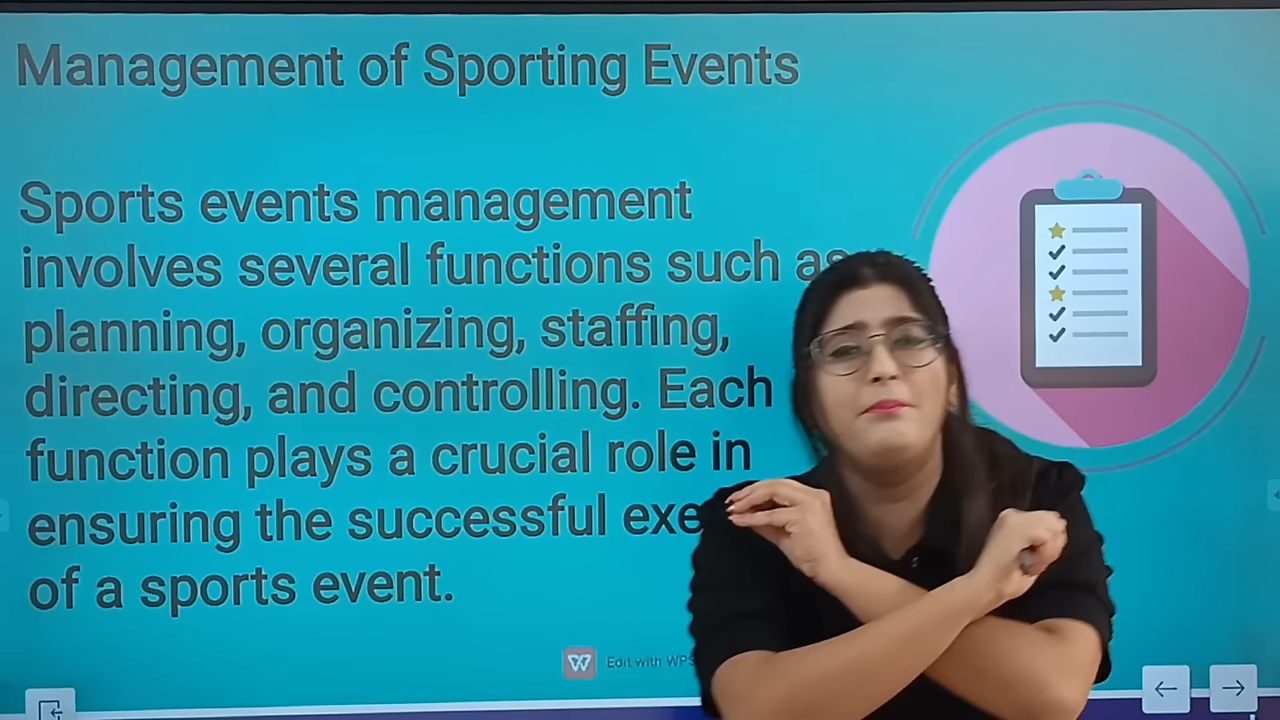 Management of Sporting Events
Sports events management
involves several functions such as
planning, organizing, staffing,
directing, and controlling. Each
function plays a crucial role in
ensuring the successful
of a sports event.
Edit with WPS